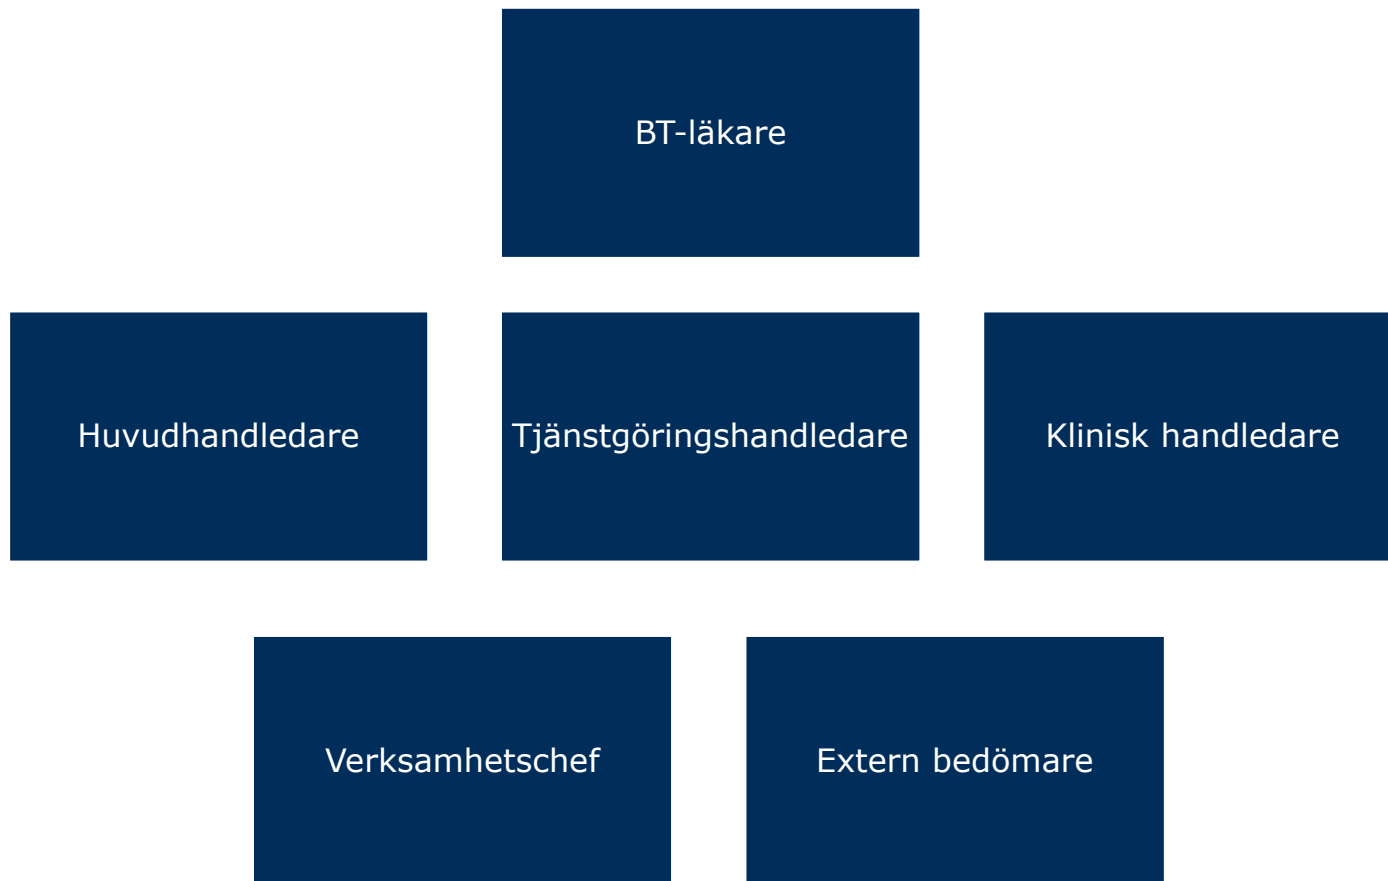 BT-läkare
Huvudhandledare
Tjänstgöringshandledare
Klinisk handledare
Verksamhetschef
Extern bedömare